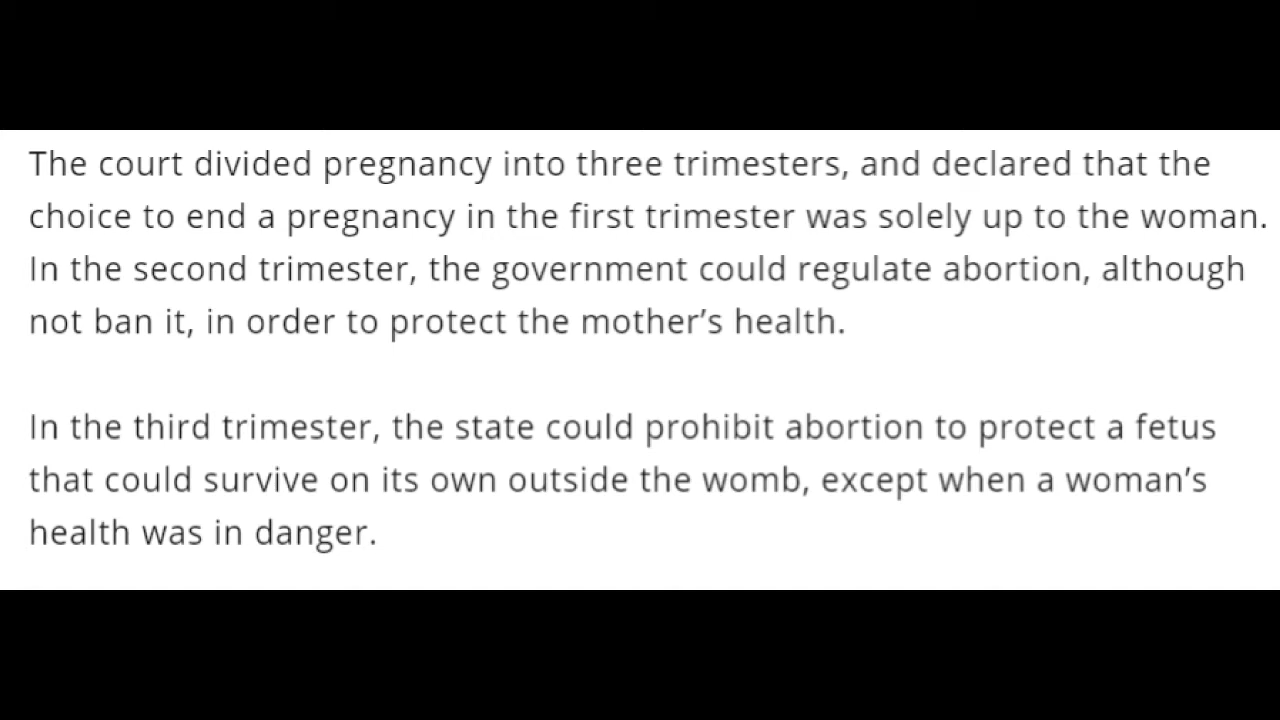 The court divided pregnancy into three trimesters, and declared that the
choice to end a pregnancy in the first trimester was solely up to the woman.
In the second trimester, the government could regulate abortion, although
not ban it, in order to protect the mother’s health.
In the third trimester, the state could prohibit abortion to protect a fetus
that could survive on its own outside the womb, except when a woman’s
health was in danger.